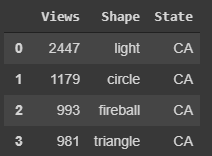 Views Shape State
0 2447 light CA
1 1179 circle CA
2 993 fireball CA
3 981 triangle CA